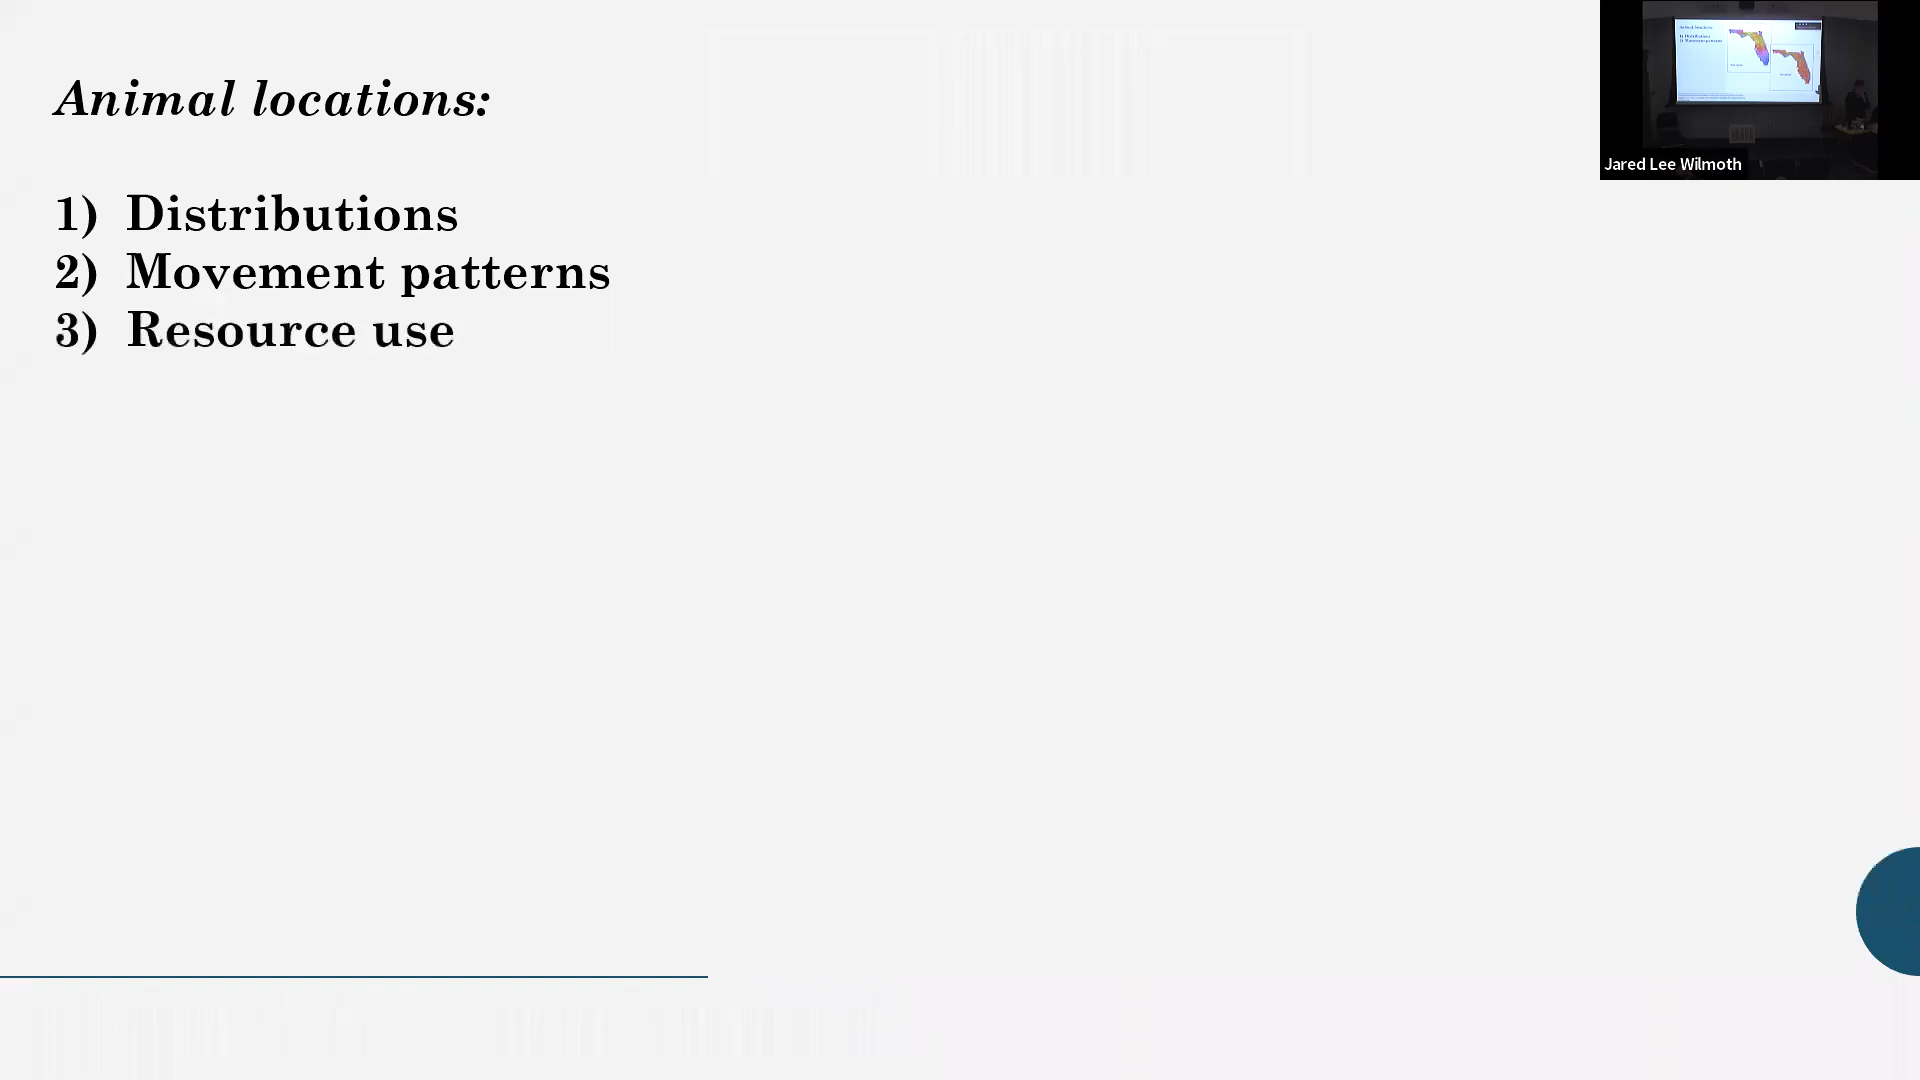 Animal locations:
1) Distributions
2) Movement patterns
3) Resource use
Jared Lee Wilmoth